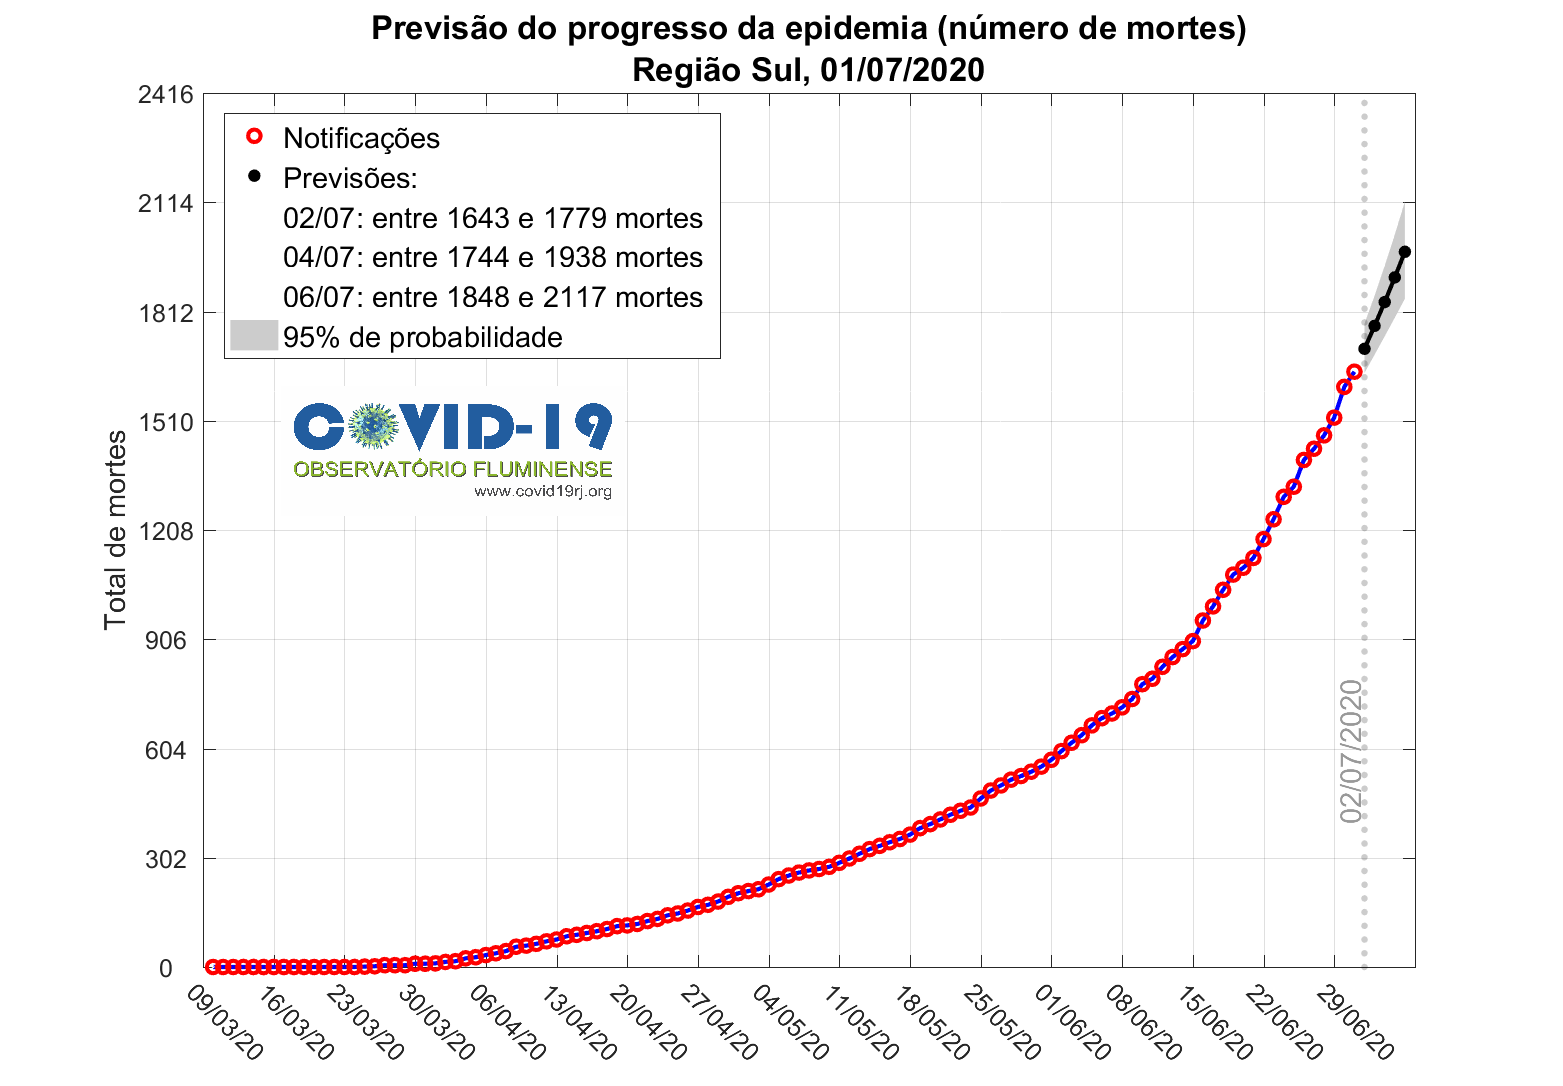 Previsão do progresso da epidemia (número de mortes)
Região Sul, 01/07/2020
2416
2114
1812
1510
1208
906
604
302
0
Total de mortes
Notificações
Previsões:
02/07: entre 1643 e 1779 mortes
04/07: entre 1744 e 1938 mortes
06/07: entre 1848 e 2117 mortes
95% de probabilidade
COVID-19
OBSERVATÓRIO FLUMINENSE
www.covid19rj.org
02/07/2020
09/03/20
16/03/20
23/03/20
30/03/20
06/04/20
13/04/20
20/04/20
27/04/20
04/05/20
11/05/20
18/05/20
25/05/20
01/06/20
08/06/20
15/06/20
22/06/20
29/06/20